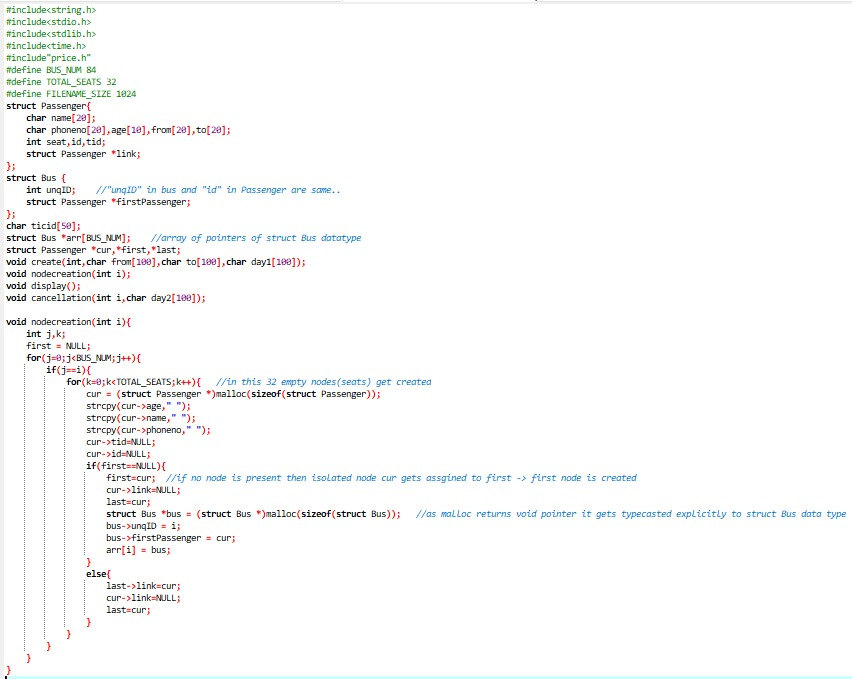 #include<string.h>
#include<stdio.h>
#include<stdlib.h>
#include<time.h>
#include"price.h"
#define BUS_NUM 84
#define TOTAL_SEATS 32
#define FILENAME_SIZE 1024
struct Passenger{
    char name[20];
    char phoneno[20],age[10],from[20],to[20];
    int seat,id,tid;
    struct Passenger *link;
};
struct Bus {
    int unqID;    //"unqID" in bus and "id" in Passenger are same..
    struct Passenger *firstPassenger;
};
char ticid[50];
struct Bus *arr[BUS_NUM];    //array of pointers of struct Bus datatype
struct Passenger *cur,*first,*last;
void create(int,char from[100],char to[100],char day1[100]);
void nodecreation(int i);
void display();
void cancellation(int i,char day2[100]);

void nodecreation(int i){
    int j,k;
    first = NULL;
    for(j=0;j<BUS_NUM;j++){
        if(j==i){
            for(k=0;k<TOTAL_SEATS;k++){   //in this 32 empty nodes(seats) get created
                cur = (struct Passenger *)malloc(sizeof(struct Passenger));
                strcpy(cur->age," ");
                strcpy(cur->name," ");
                strcpy(cur->phoneno," ");
                cur->tid=NULL;
                cur->id=NULL;
                if(first==NULL){
                    first=cur;  //if no node is present then isolated node cur gets assgined to first -> first node is created
                    cur->link=NULL;
                    last=cur;
                    struct Bus *bus = (struct Bus *)malloc(sizeof(struct Bus));   //as malloc returns void pointer it gets typecasted explicitly to struct Bus data type
                    bus->unqID = i;
                    bus->firstPassenger = cur;
                    arr[i] = bus;
                }
                else{
                    last->link=cur;
                    cur->link=NULL;
                    last=cur;
                }
            }
        }
    }
}